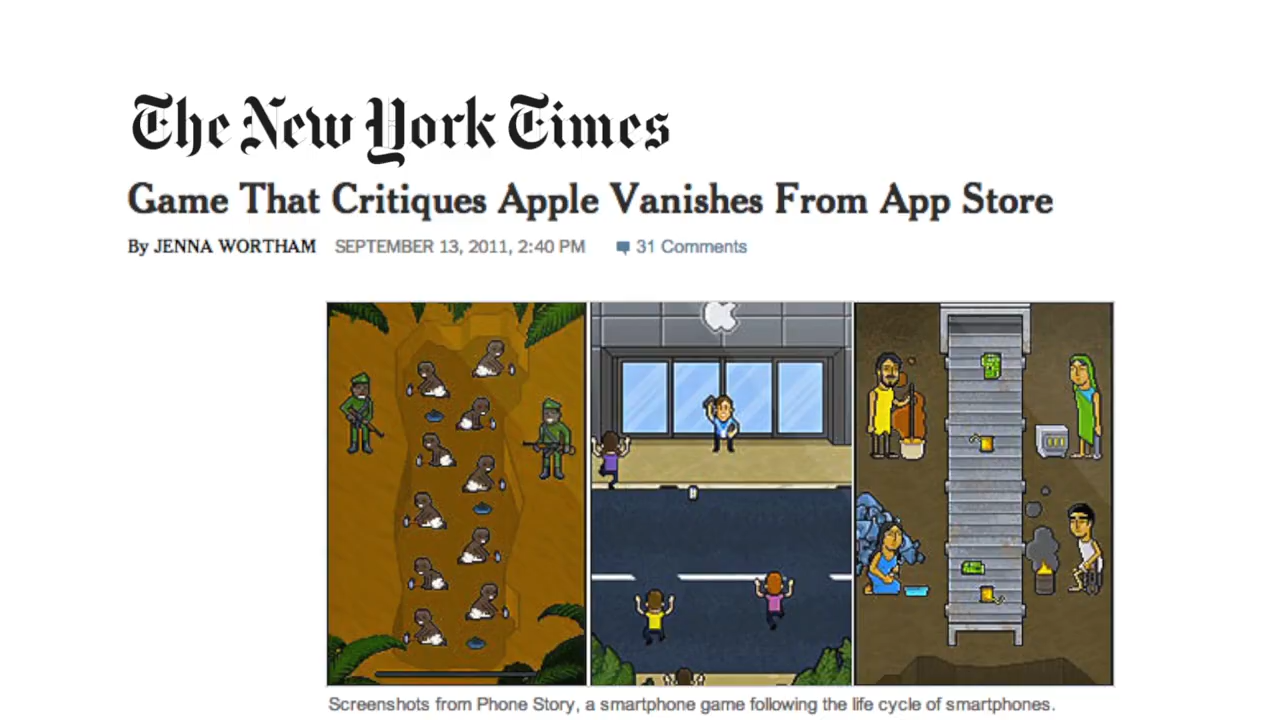 The New York Times
Game That Critiques Apple Vanishes From App Store
By JENNA WORTHAM SEPTEMBER 13, 2011, 2:40 PM 31 Comments
Screenshots from Phone Story, a smartphone game following the life cycle of smartphones.